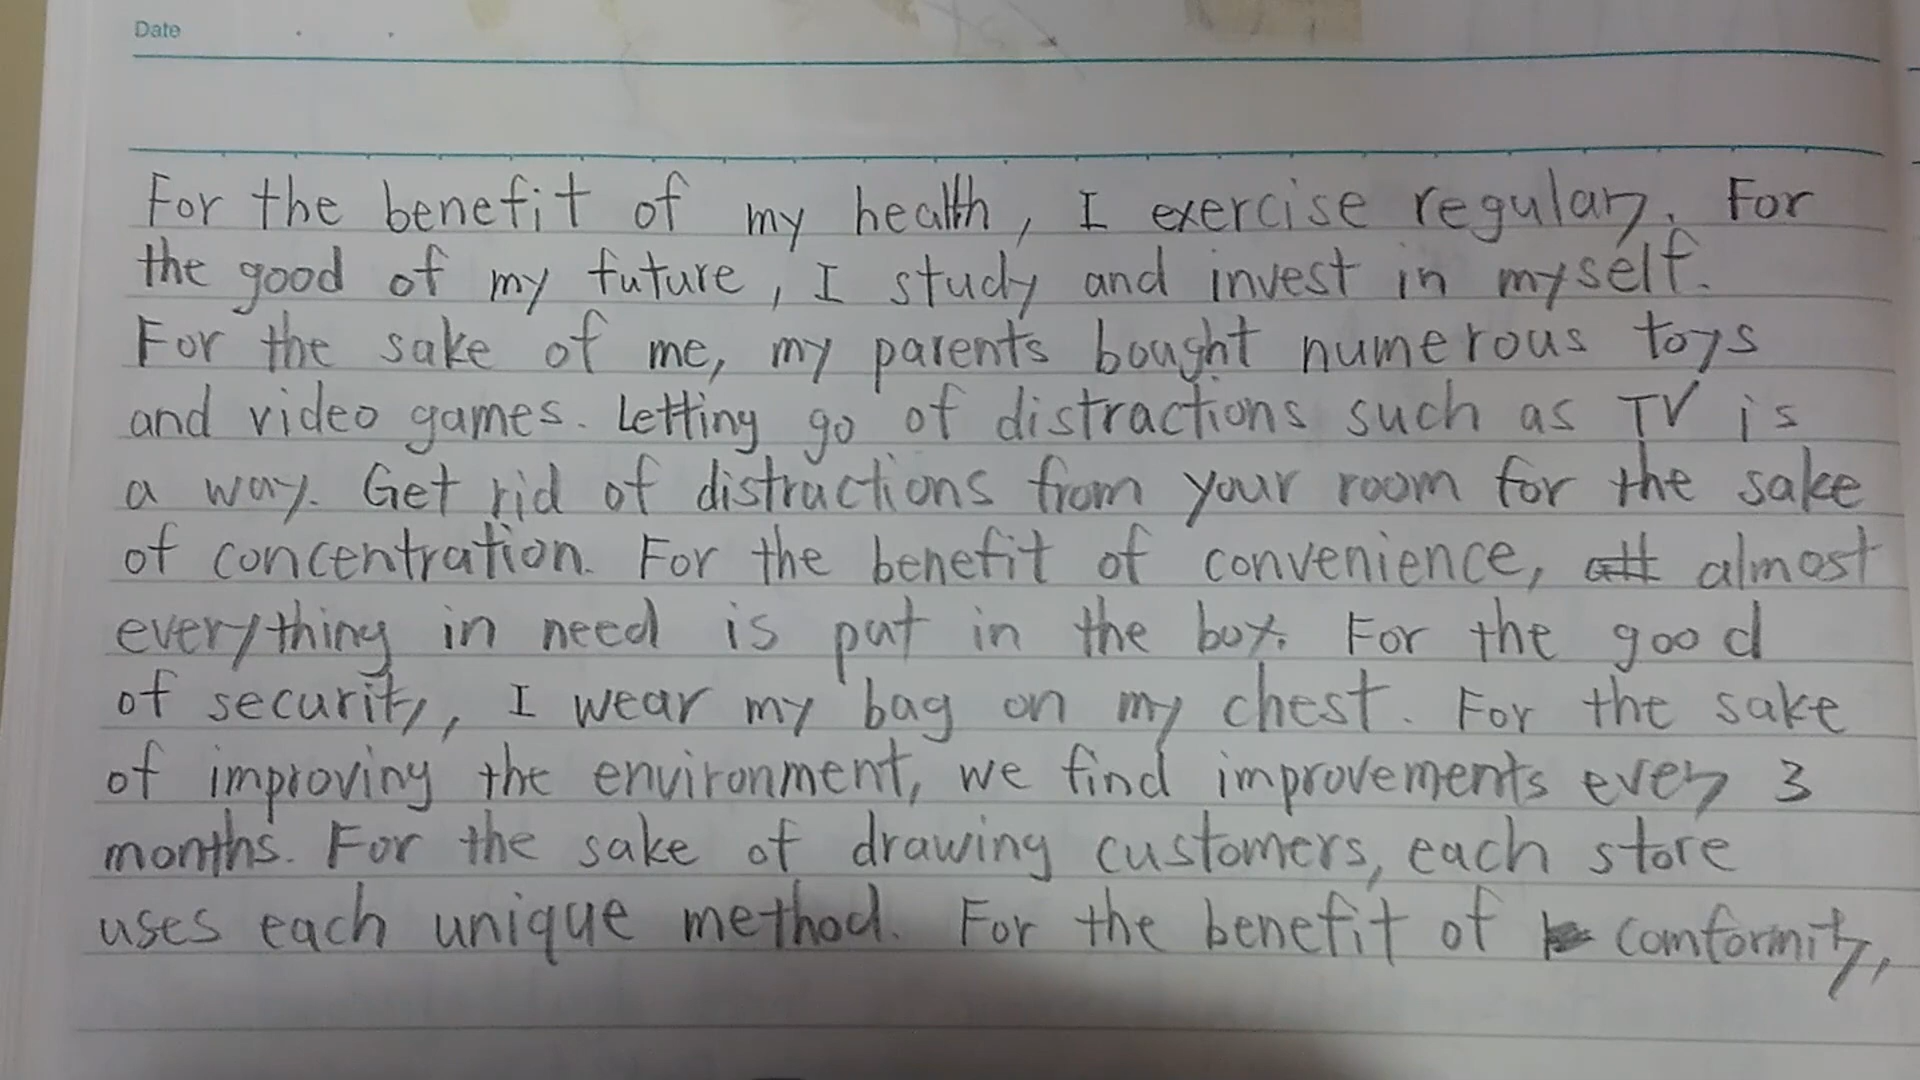 Date
For the benefit of my health, I exercise regulary. For
the good of my future, I study and invest in myself.
For the sake of me, my parents bought numerous toys
and video games. Letting go of distractions such as TV is
a way. Get rid of distractions from your room for the sake
of concentration. For the benefit of convenience, almost
everything in need is put in the box. For the good
of security, I wear my bag on my chest. For the sake
of improving the environment, we find improvements every 3
months. For the sake of drawing customers, each store
uses each unique method. For the benefit of comformity,